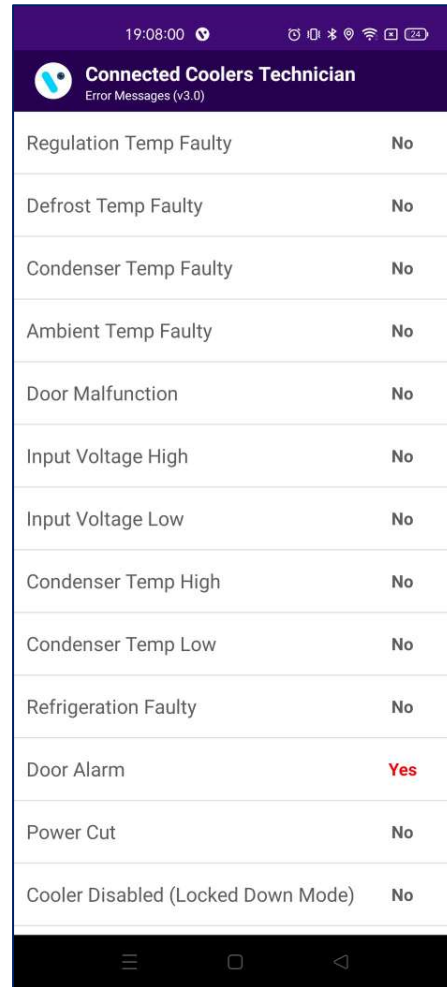 19:08:00
24
Connected Coolers Technician
Error Messages (v3.0)
Regulation Temp Faulty No
Defrost Temp Faulty No
Condenser Temp Faulty No
Ambient Temp Faulty No
Door Malfunction No
Input Voltage High No
Input Voltage Low No
Condenser Temp High No
Condenser Temp Low No
Refrigeration Faulty No
Door Alarm Yes
Power Cut No
Cooler Disabled (Locked Down Mode) No